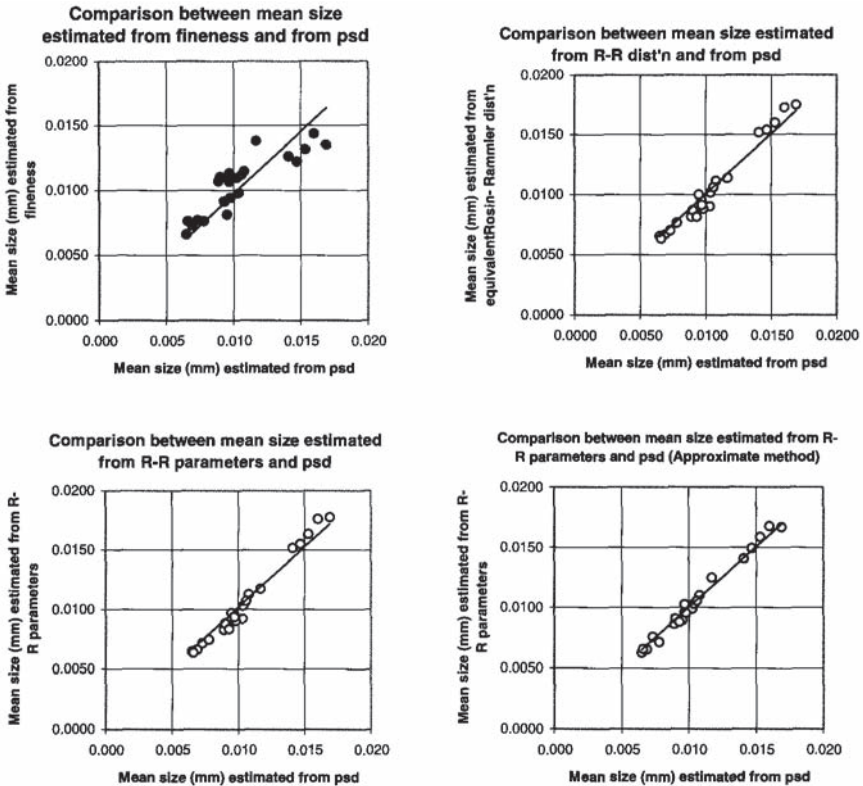 Comparison between mean size
estimated from fineness and from psd
0.0200
0.0150
0.0100
0.0050
0.0000
0.000 0.005 0.010 0.015 0.020
Mean size (mm) estimated from
fineness
Mean size (mm) estimated from psd
Comparison between mean size estimated
from R-R dist'n and from psd
0.0200
0.0150
0.0100
0.0050
0.0000
0.0000 0.0050 0.0100 0.0150 0.0200
Mean size (mm) estimated from
equivalentRosin- Rammler dist'n
Mean size (mm) estimated from psd
Comparison between mean size estimated
from R-R parameters and psd
0.0200
0.0150
0.0100
0.0050
0.0000
0.000 0.005 0.010 0.015 0.020
Mean size (mm) estimated from R-
R parameters
Mean size (mm) estimated from psd
Comparison between mean size estimated from R-
R parameters and psd (Approximate method)
0.0200
0.0150
0.0100
0.0050
0.0000
0.000 0.005 0.010 0.015 0.020
Mean size (mm) estimated from R-
R parameters
Mean size (mm) estimated from psd